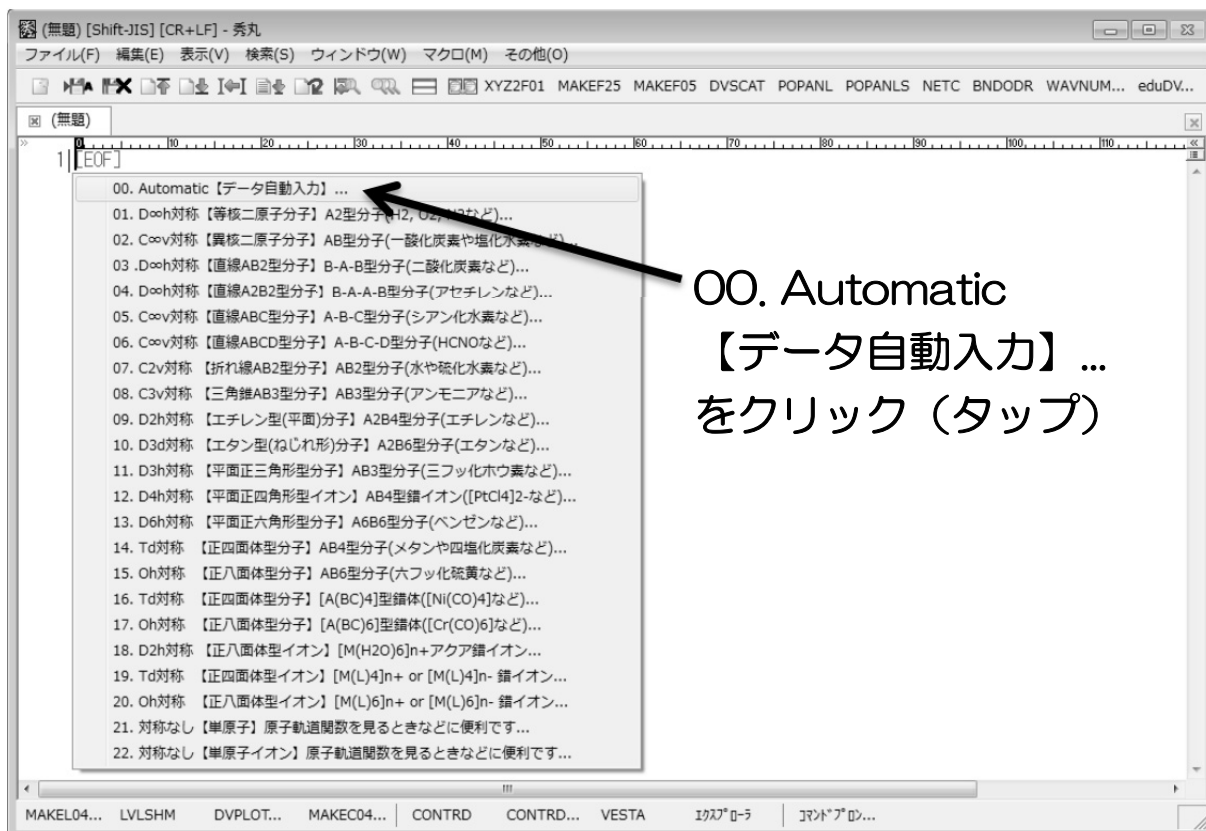 (無題) [Shift-JIS] [CR+LF] - 秀丸
ファイル(F) 編集(E) 表示(V) 検索(S) ウィンドウ(W) マクロ(M) その他(O)
XYZ2F01 MAKEF25 MAKEF05 DVSCAT POPANL POPANLS NETC BNDODR WAVNUM... eduDV...
(無題)
0 10 20 30 40 50 60 70 80 90 100 110
1 [EOF]
00. Automatic【データ自動入力】...
01. D∞h対称【等核二原子分子】A2型分子(H2, O2, N2など)...
02. C∞v対称【異核二原子分子】AB型分子(一酸化炭素や塩化水素など)...
03 .D∞h対称【直線AB2型分子】B-A-B型分子(二酸化炭素など)...
04. D∞h対称【直線A2B2型分子】B-A-A-B型分子(アセチレンなど)...
05. C∞v対称【直線ABC型分子】A-B-C型分子(シアン化水素など)...
06. C∞v対称【直線ABCD型分子】A-B-C-D型分子(HCNOなど)...
07. C2v対称 【折れ線AB2型分子】AB2型分子(水や硫化水素など)...
08. C3v対称 【三角錐AB3型分子】AB3型分子(アンモニアなど)...
09. D2h対称 【エチレン型(平面)分子】A2B4型分子(エチレンなど)...
10. D3d対称 【エタン型(ねじれ形)分子】A2B6型分子(エタンなど)...
11. D3h対称 【平面正三角形型分子】AB3型分子(三フッ化ホウ素など)...
12. D4h対称 【平面正四角形型イオン】AB4型錯イオン([PtCl4]2-など)...
13. D6h対称 【平面正六角形型分子】A6B6型分子(ベンゼンなど)...
14. Td対称 【正四面体型分子】AB4型分子(メタンや四塩化炭素など)...
15. Oh対称 【正八面体型分子】AB6型分子(六フッ化硫黄など)...
16. Td対称 【正四面体型分子】[A(BC)4]型錯体([Ni(CO)4]など)...
17. Oh対称 【正八面体型分子】[A(BC)6]型錯体([Cr(CO)6]など)...
18. D2h対称 【正八面体型イオン】[M(H2O)6]n+アクア錯イオン...
19. Td対称 【正四面体型イオン】[M(L)4]n+ or [M(L)4]n- 錯イオン...
20. Oh対称 【正八面体型イオン】[M(L)6]n+ or [M(L)6]n- 錯イオン...
21. 対称なし【単原子】原子軌道関数を見るときなどに便利です...
22. 対称なし【単原子イオン】原子軌道関数を見るときなどに便利です...
00. Automatic
【データ自動入力】...
をクリック（タップ）
MAKEL04... LVLSHM DVPLOT... MAKEC04... CONTRD CONTRD... VESTA ｴｸｽﾌﾟﾛｰﾗ ｺﾏﾝﾄﾞﾌﾟﾛﾝ...